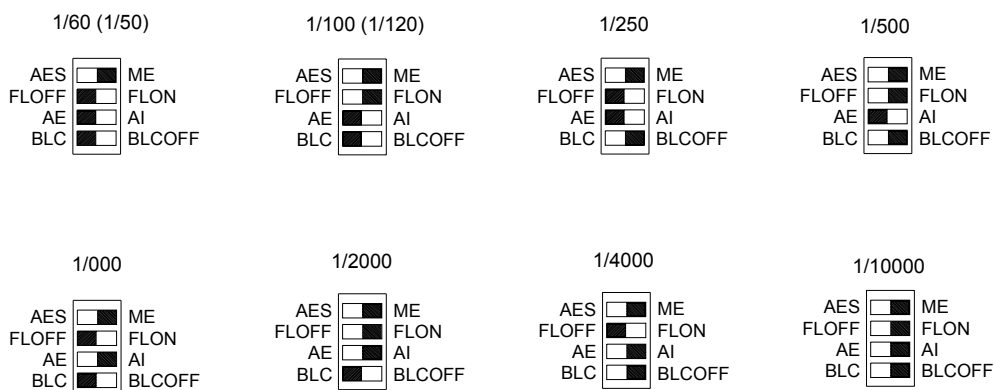 1/60 (1/50)
AES ME
FLOFF FLON
AE AI
BLC BLCOFF
1/100 (1/120)
AES ME
FLOFF FLON
AE AI
BLC BLCOFF
1/250
AES ME
FLOFF FLON
AE AI
BLC BLCOFF
1/500
AES ME
FLOFF FLON
AE AI
BLC BLCOFF
1/000
AES ME
FLOFF FLON
AE AI
BLC BLCOFF
1/2000
AES ME
FLOFF FLON
AE AI
BLC BLCOFF
1/4000
AES ME
FLOFF FLON
AE AI
BLC BLCOFF
1/10000
AES ME
FLOFF FLON
AE AI
BLC BLCOFF